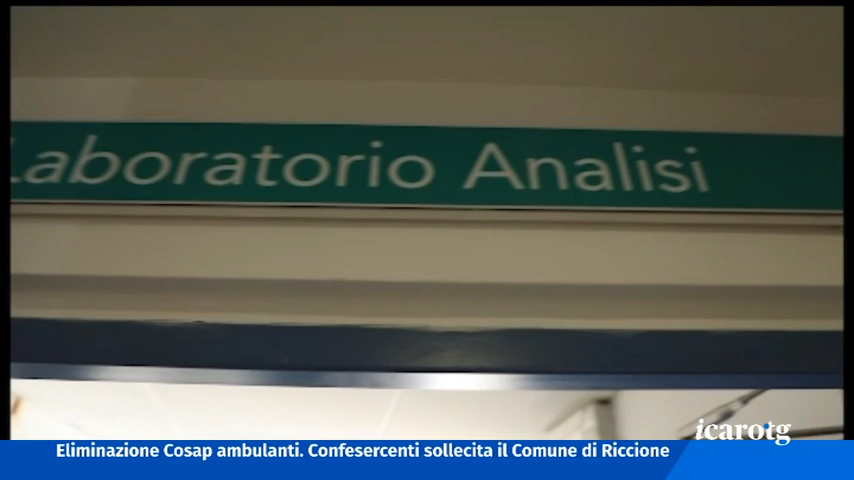 Laboratorio Analisi
icarotg
Eliminazione Cosap ambulanti. Confesercenti sollecita il Comune di Riccione